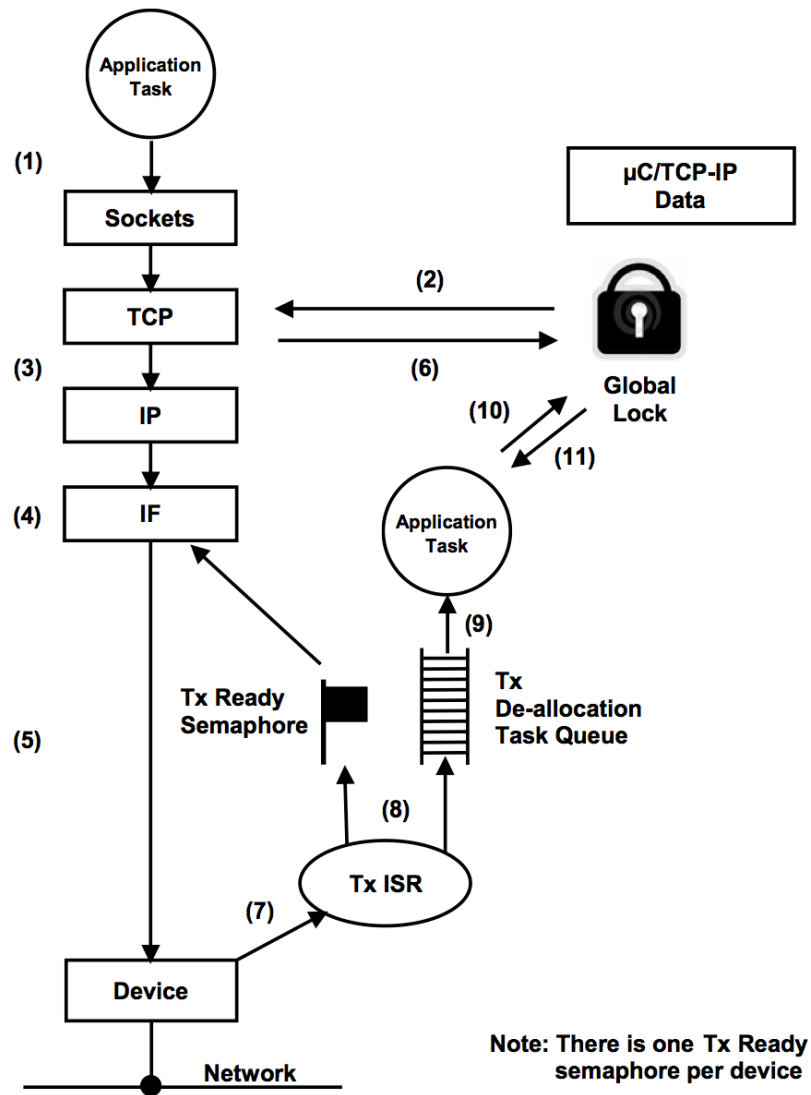 Application
Task
(1)
µC/TCP-IP
Data
Sockets
(2)
TCP
(3)
(6)
Global
Lock
IP
(10)
(11)
(4)
IF
Application
Task
(9)
Tx Ready
Semaphore
Tx
De-allocation
Task Queue
(5)
(8)
Tx ISR
(7)
Device
Note: There is one Tx Ready
semaphore per device
Network